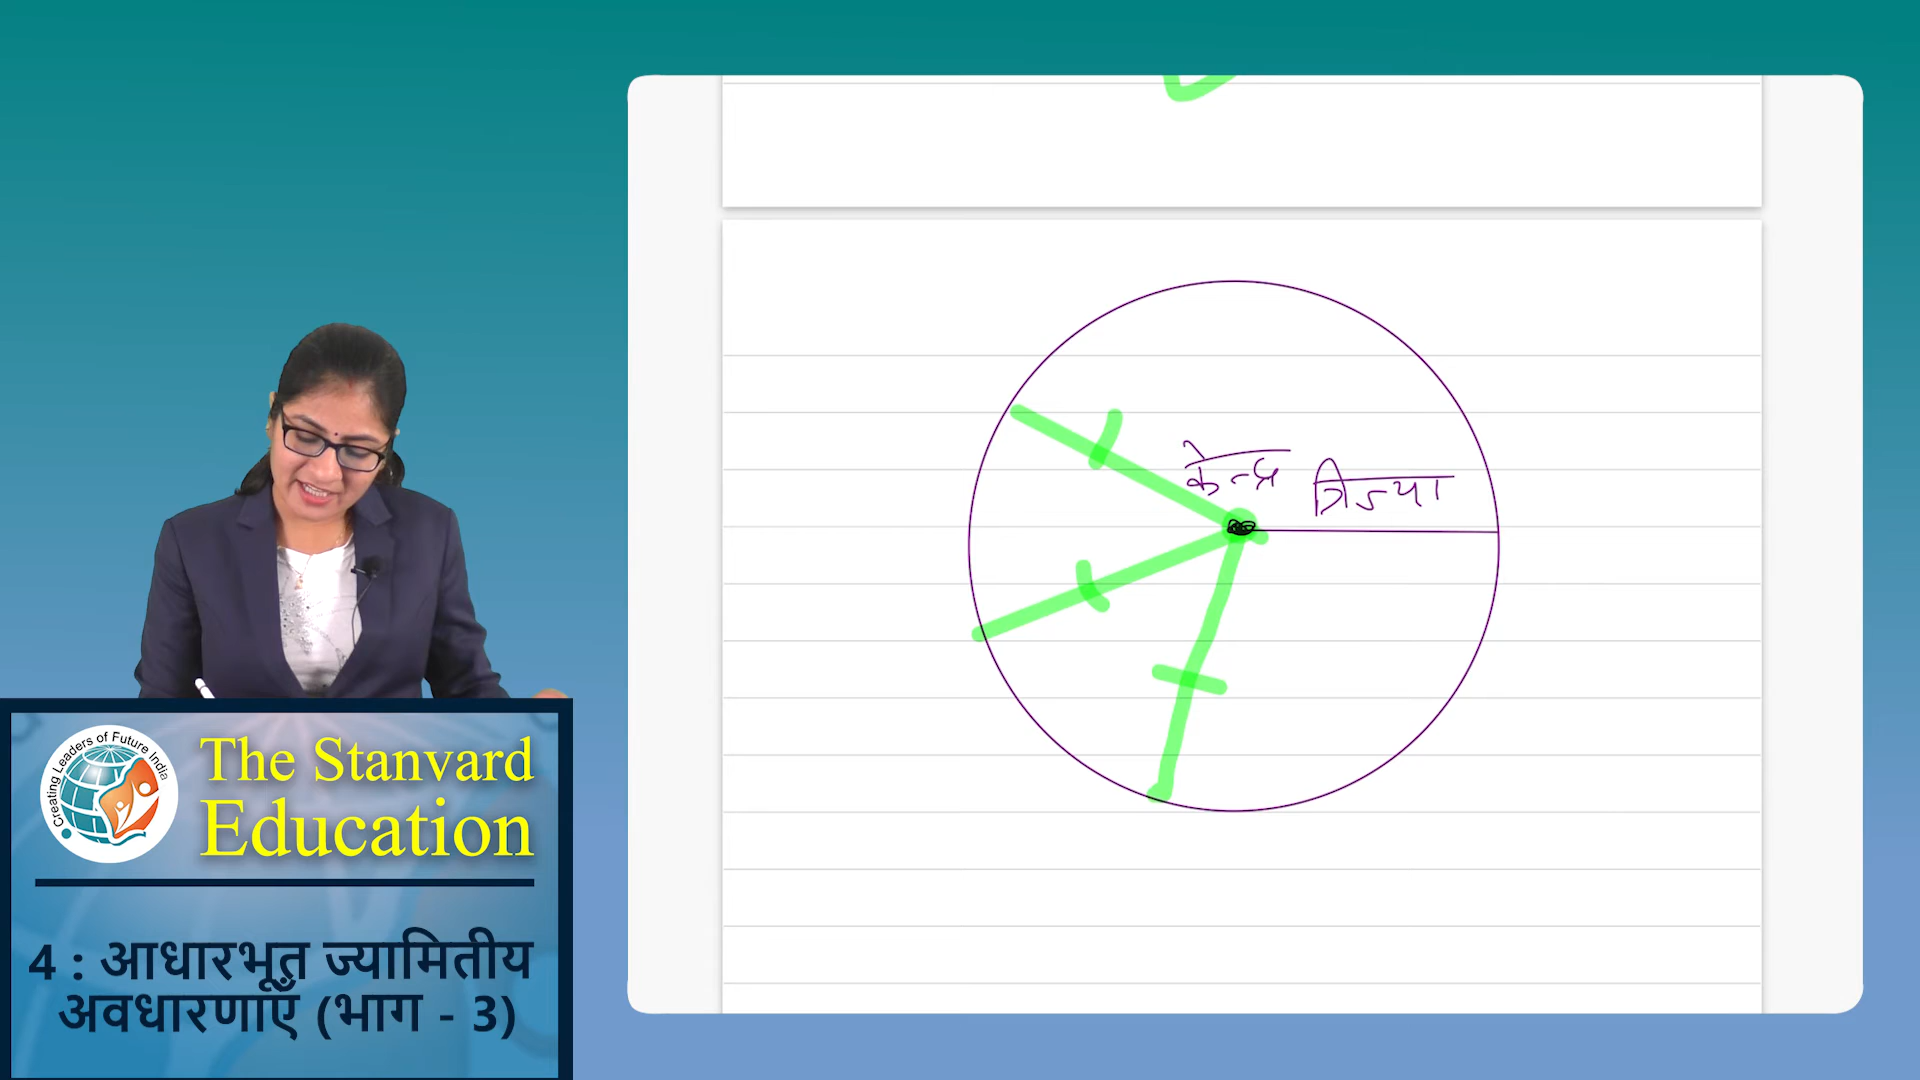 केन्द्र
त्रिज्या
Creating Leaders of Future India
The Stanvard
Education
4 : आधारभूत ज्यामितीय
अवधारणाएँ (भाग - 3)